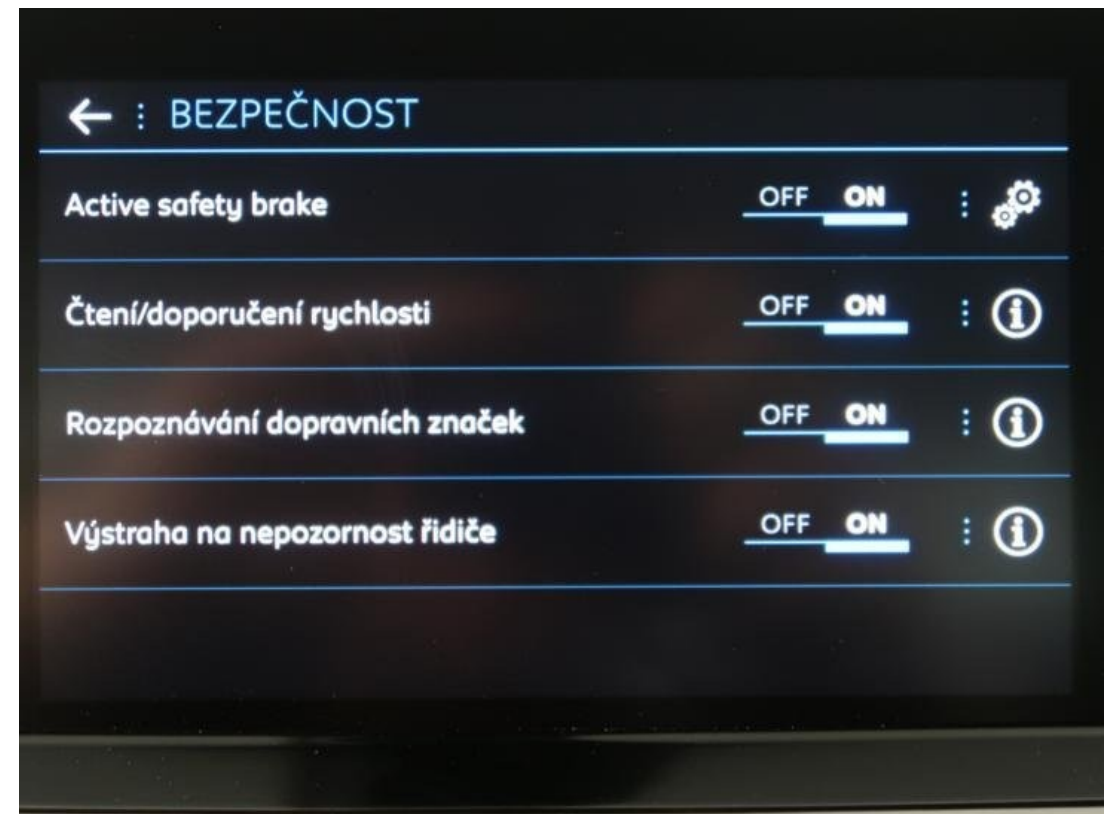 BEZPEČNOST
Active safety brake OFF ON
Čtení/doporučení rychlosti OFF ON
Rozpoznávání dopravních značek OFF ON
Výstraha na nepozornost řidiče OFF ON